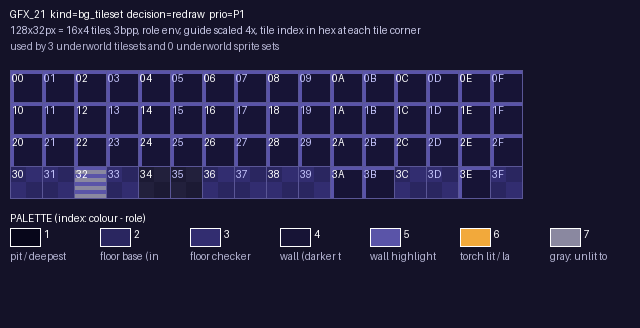 GFX_21 kind=bg_tileset decision=redraw prio=P1
128x32px = 16x4 tiles, 3bpp, role env; guide scaled 4x, tile index in hex at each tile corner
used by 3 underworld tilesets and 0 underworld sprite sets
00 01 02 03 04 05 06 07 08 09 0A 0B 0C 0D 0E 0F
10 11 12 13 14 15 16 17 18 19 1A 1B 1C 1D 1E 1F
20 21 22 23 24 25 26 27 28 29 2A 2B 2C 2D 2E 2F
30 31 32 33 34 35 36 37 38 39 3A 3B 3C 3D 3E 3F
PALETTE (index: colour - role)
1 2 3 4 5 6 7
pit / deepest floor base (in floor checker wall (darker t wall highlight torch lit / la gray: unlit to